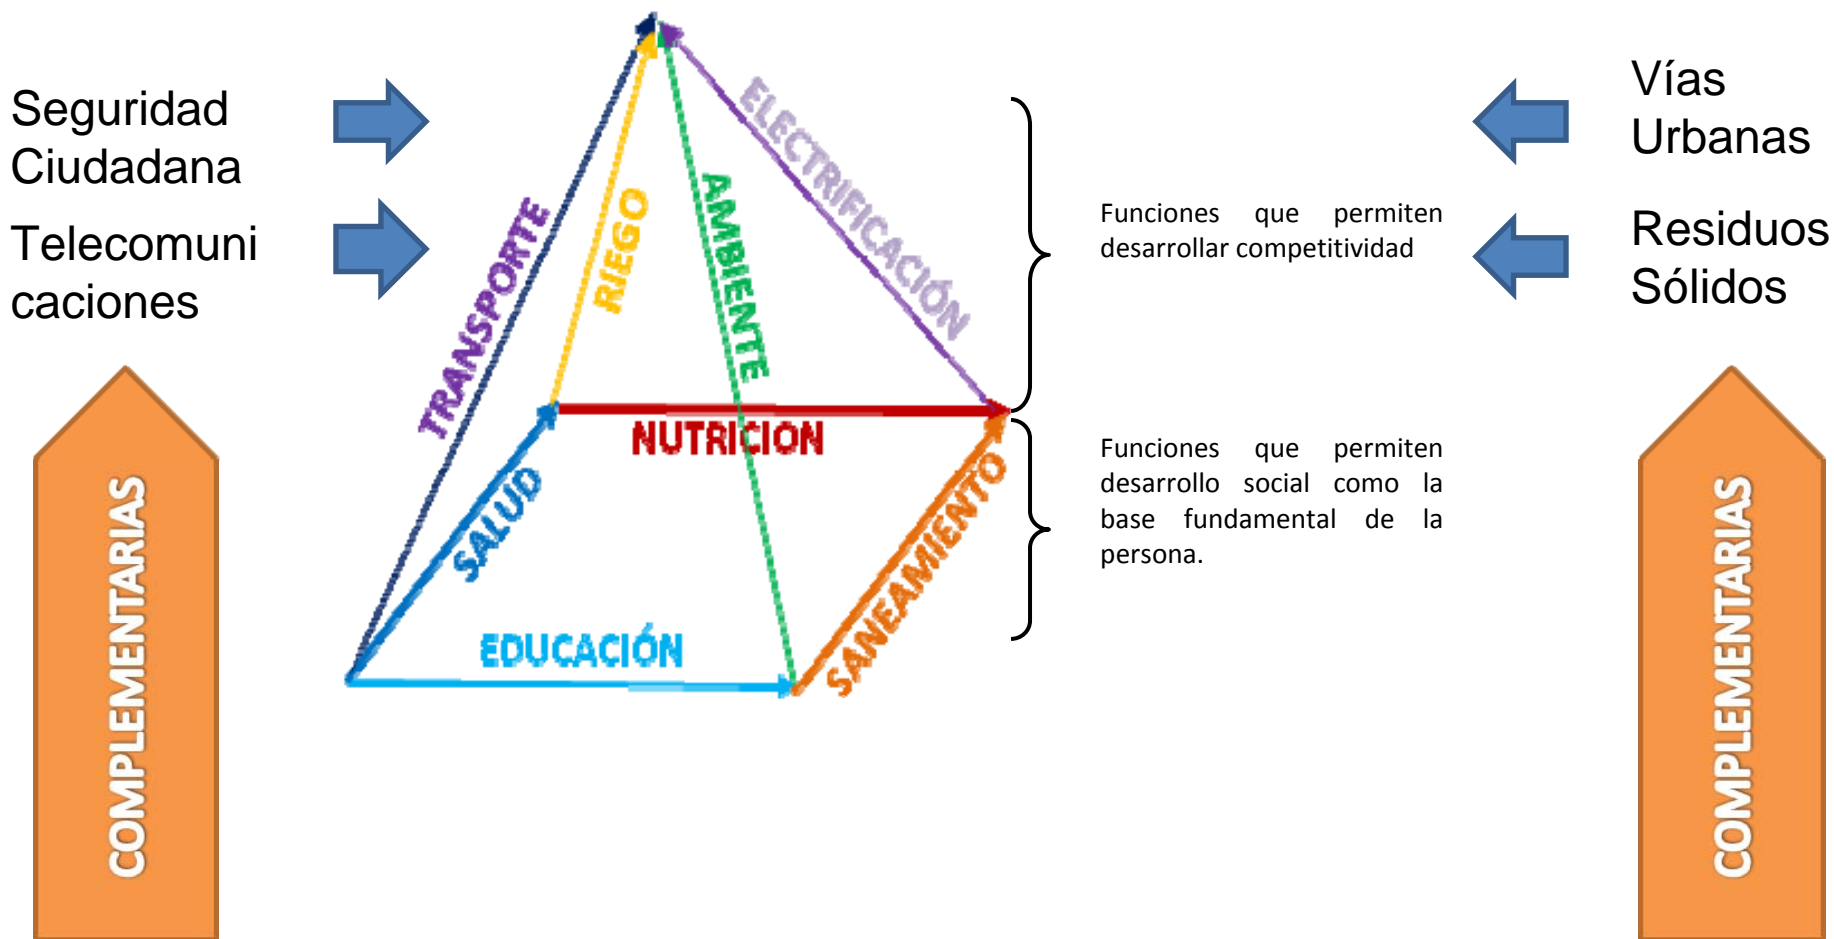 Seguridad
Ciudadana
Telecomuni
caciones
COMPLEMENTARIAS
TRANSPORTE
RIEGO
AMBIENTE
ELECTRIFICACIÓN
NUTRICION
SALUD
EDUCACIÓN
SANEAMIENTO
Funciones que permiten
desarrollar competitividad
Funciones que permiten
desarrollo social como la
base fundamental de la
persona.
Vías
Urbanas
Residuos
Sólidos
COMPLEMENTARIAS